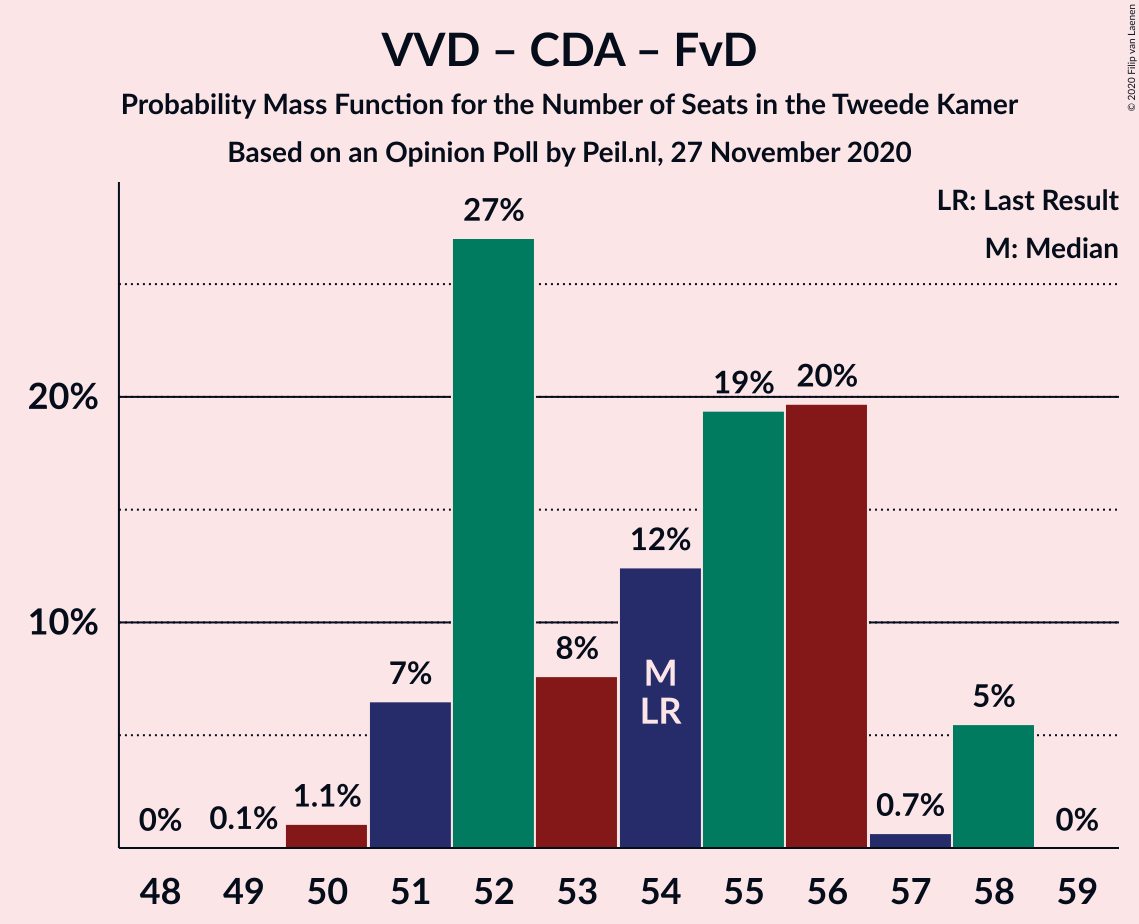 VVD – CDA – FvD
Probability Mass Function for the Number of Seats in the Tweede Kamer
Based on an Opinion Poll by Peil.nl, 27 November 2020
© 2020 Filip van Laenen
LR: Last Result
M: Median
27%
20%
19%
20%
12%
10%
8%
7%
M
LR
5%
1.1%
0.7%
0%
0.1%
0%
48 49 50 51 52 53 54 55 56 57 58 59